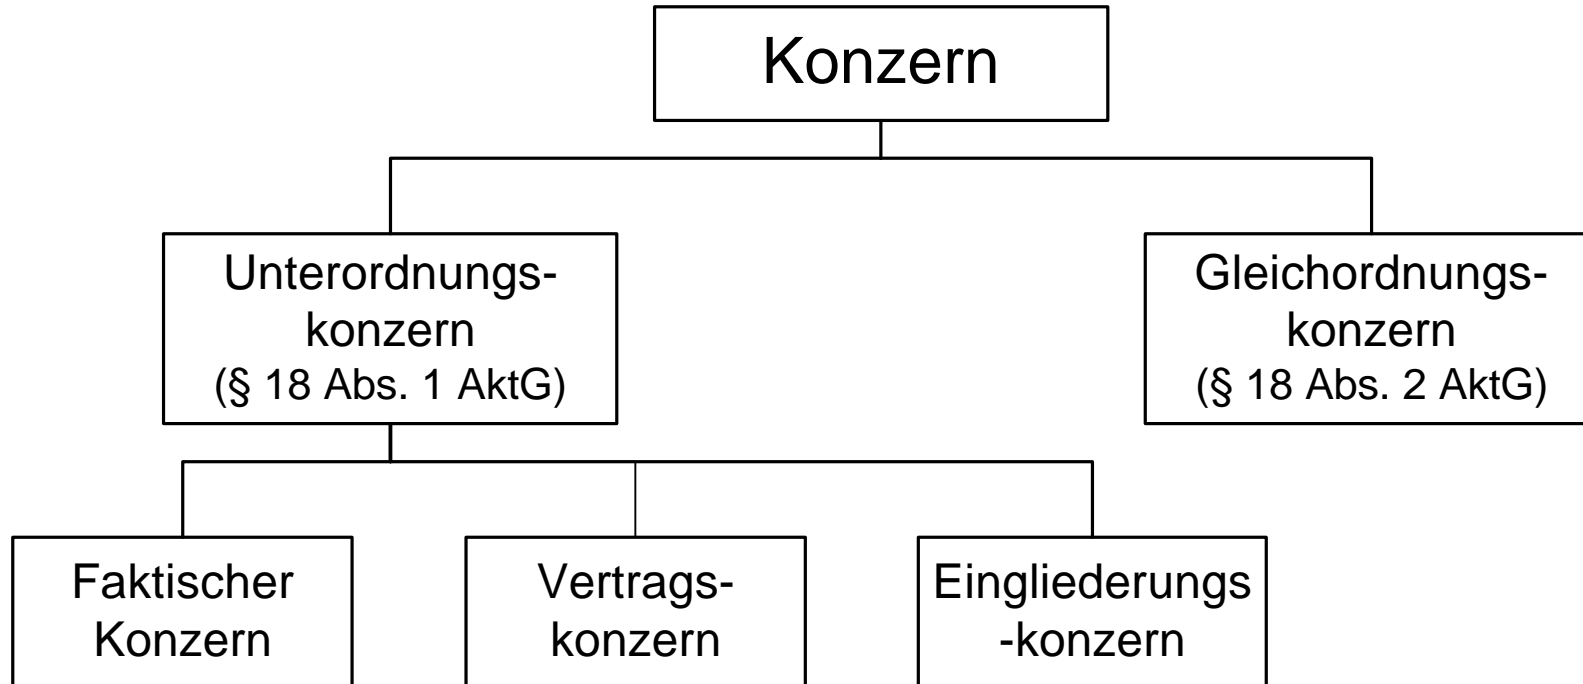 Konzern
Unterordnungs-
konzern
(§ 18 Abs. 1 AktG)
Gleichordnungs-
konzern
(§ 18 Abs. 2 AktG)
Faktischer
Konzern
Vertrags-
konzern
Eingliederungs
-konzern